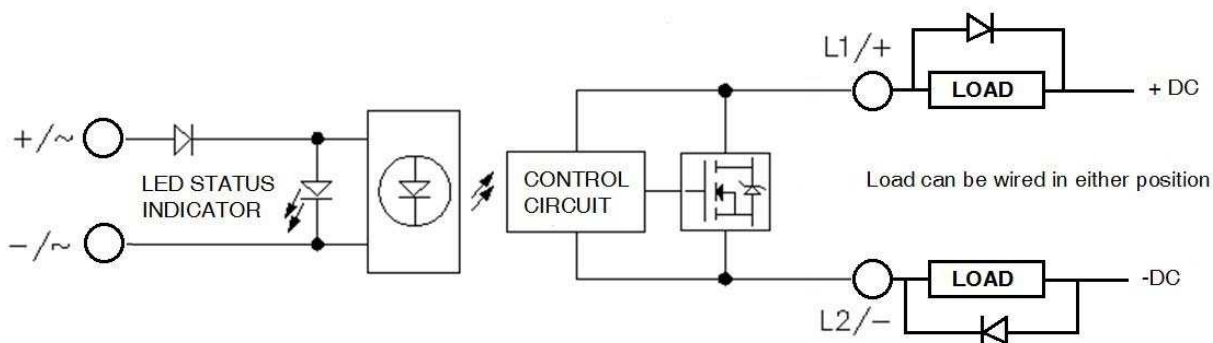 L1/+
LOAD
+ DC
+/~
LED STATUS
INDICATOR
CONTROL
CIRCUIT
Load can be wired in either position
-/~
LOAD
-DC
L2/-